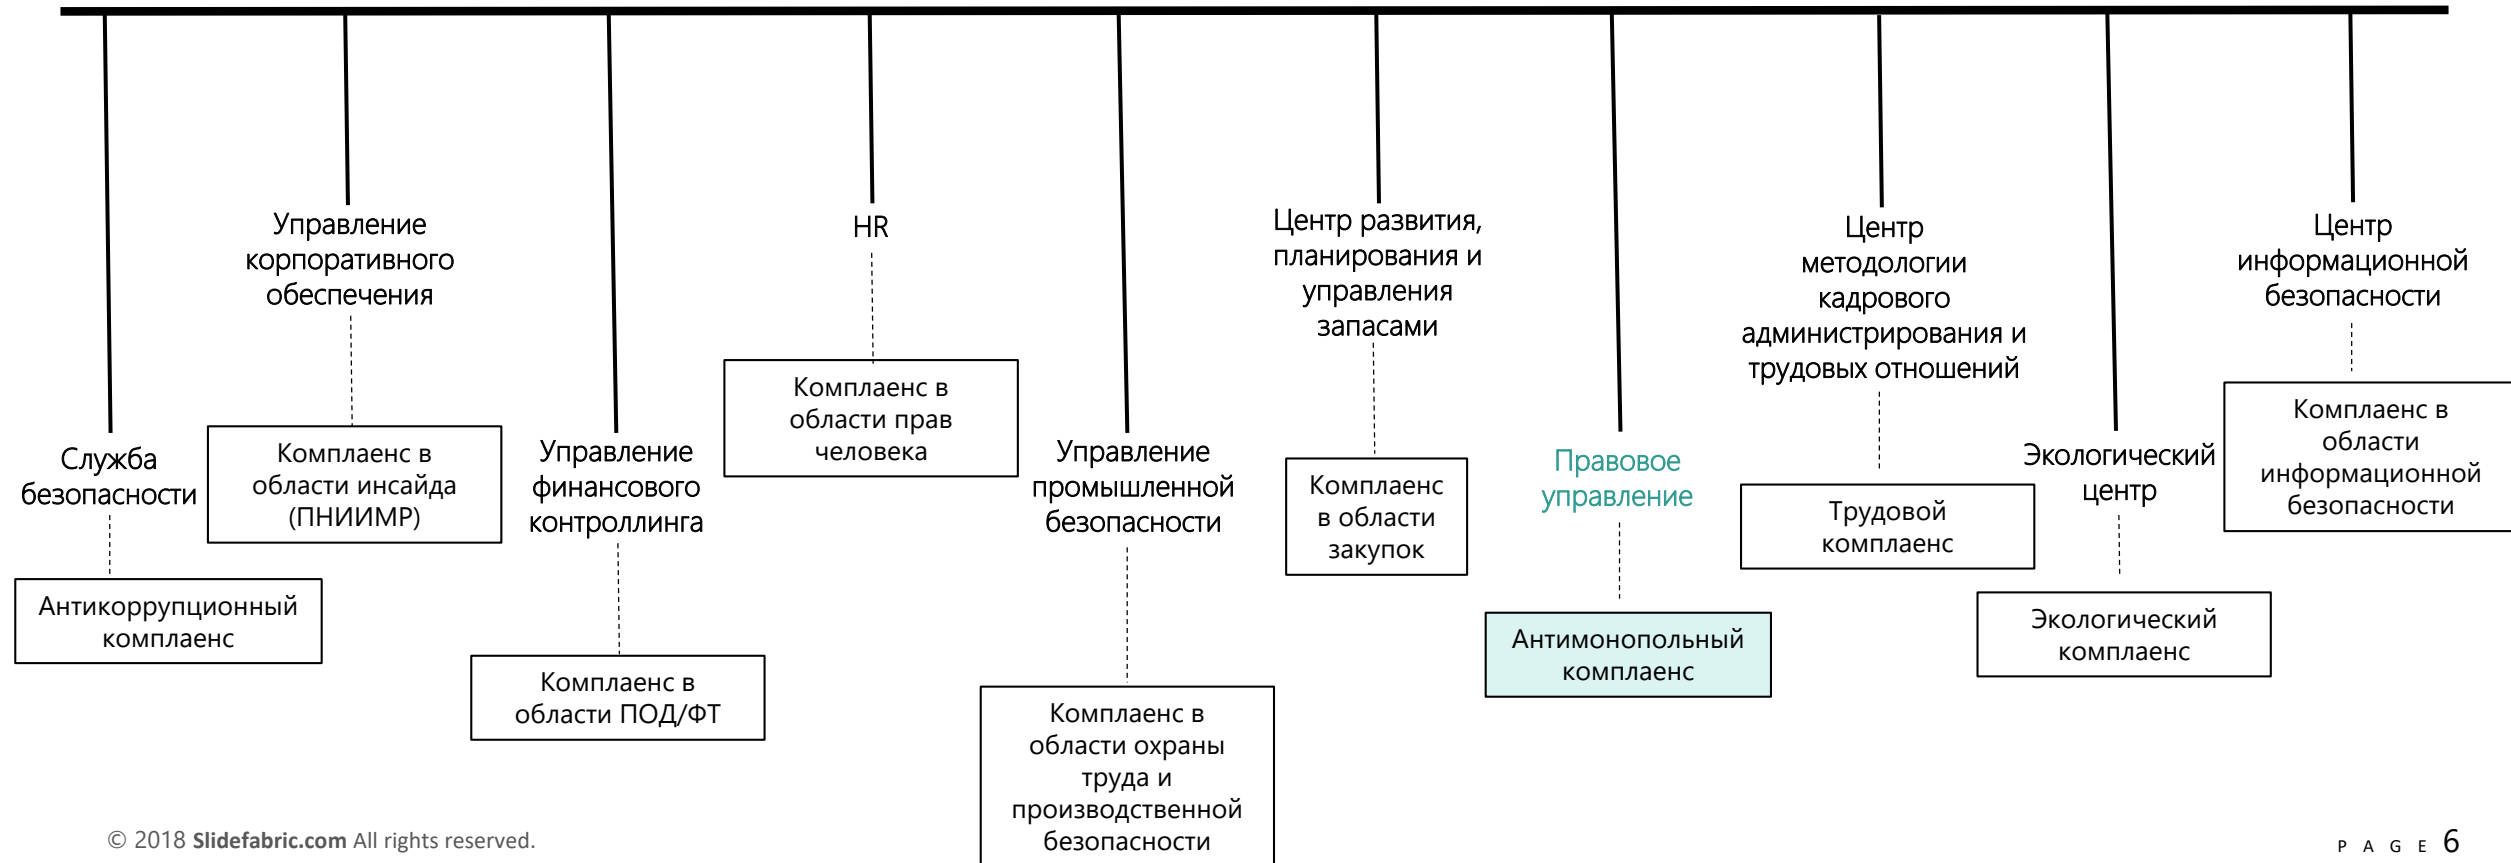 Служба
безопасности
Антикоррупционный
комплаенс
Управление
корпоративного
обеспечения
Комплаенс в
области инсайда
(ПНИИМР)
Управление
финансового
контроллинга
Комплаенс в
области ПОД/ФТ
HR
Комплаенс в
области прав
человека
Управление
промышленной
безопасности
Комплаенс в
области охраны
труда и
производственной
безопасности
Центр развития,
планирования и
управления
запасами
Комплаенс
в области
закупок
Правовое
управление
Антимонопольный
комплаенс
Центр
методологии
кадрового
администрирования и
трудовых отношений
Трудовой
комплаенс
Экологический
центр
Экологический
комплаенс
Центр
информационной
безопасности
Комплаенс в
области
информационной
безопасности
© 2018 Slidefabric.com All rights reserved.
PAGE 6